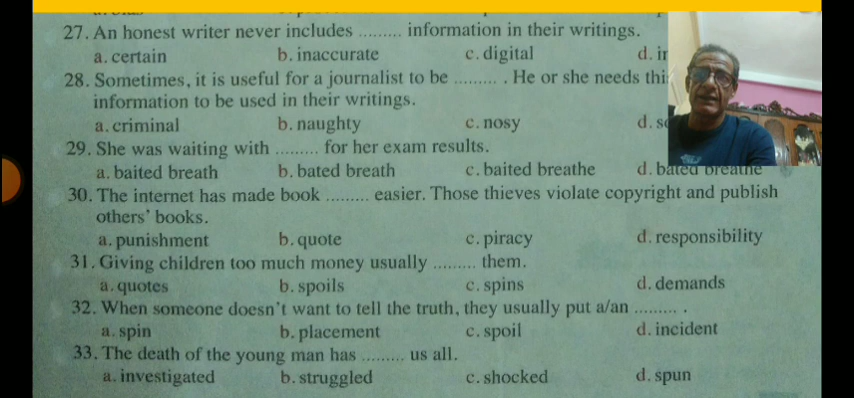 27. An honest writer never includes ......... information in their writings.
a. certain b. inaccurate c. digital d.
28. Sometimes, it is useful for a journalist to be ......... . He or she needs
information to be used in their writings.
a. criminal b. naughty c. nosy d.
29. She was waiting with ......... for her exam results.
a. baited breath b. bated breath c. baited breathe d. bated breathe
30. The internet has made book ......... easier. Those thieves violate copyright and publish
others’ books.
a. punishment b. quote c. piracy d. responsibility
31. Giving children too much money usually ......... them.
a. quotes b. spoils c. spins d. demands
32. When someone doesn’t want to tell the truth, they usually put a/an ......... .
a. spin b. placement c. spoil d. incident
33. The death of the young man has ......... us all.
a. investigated b. struggled c. shocked d. spun